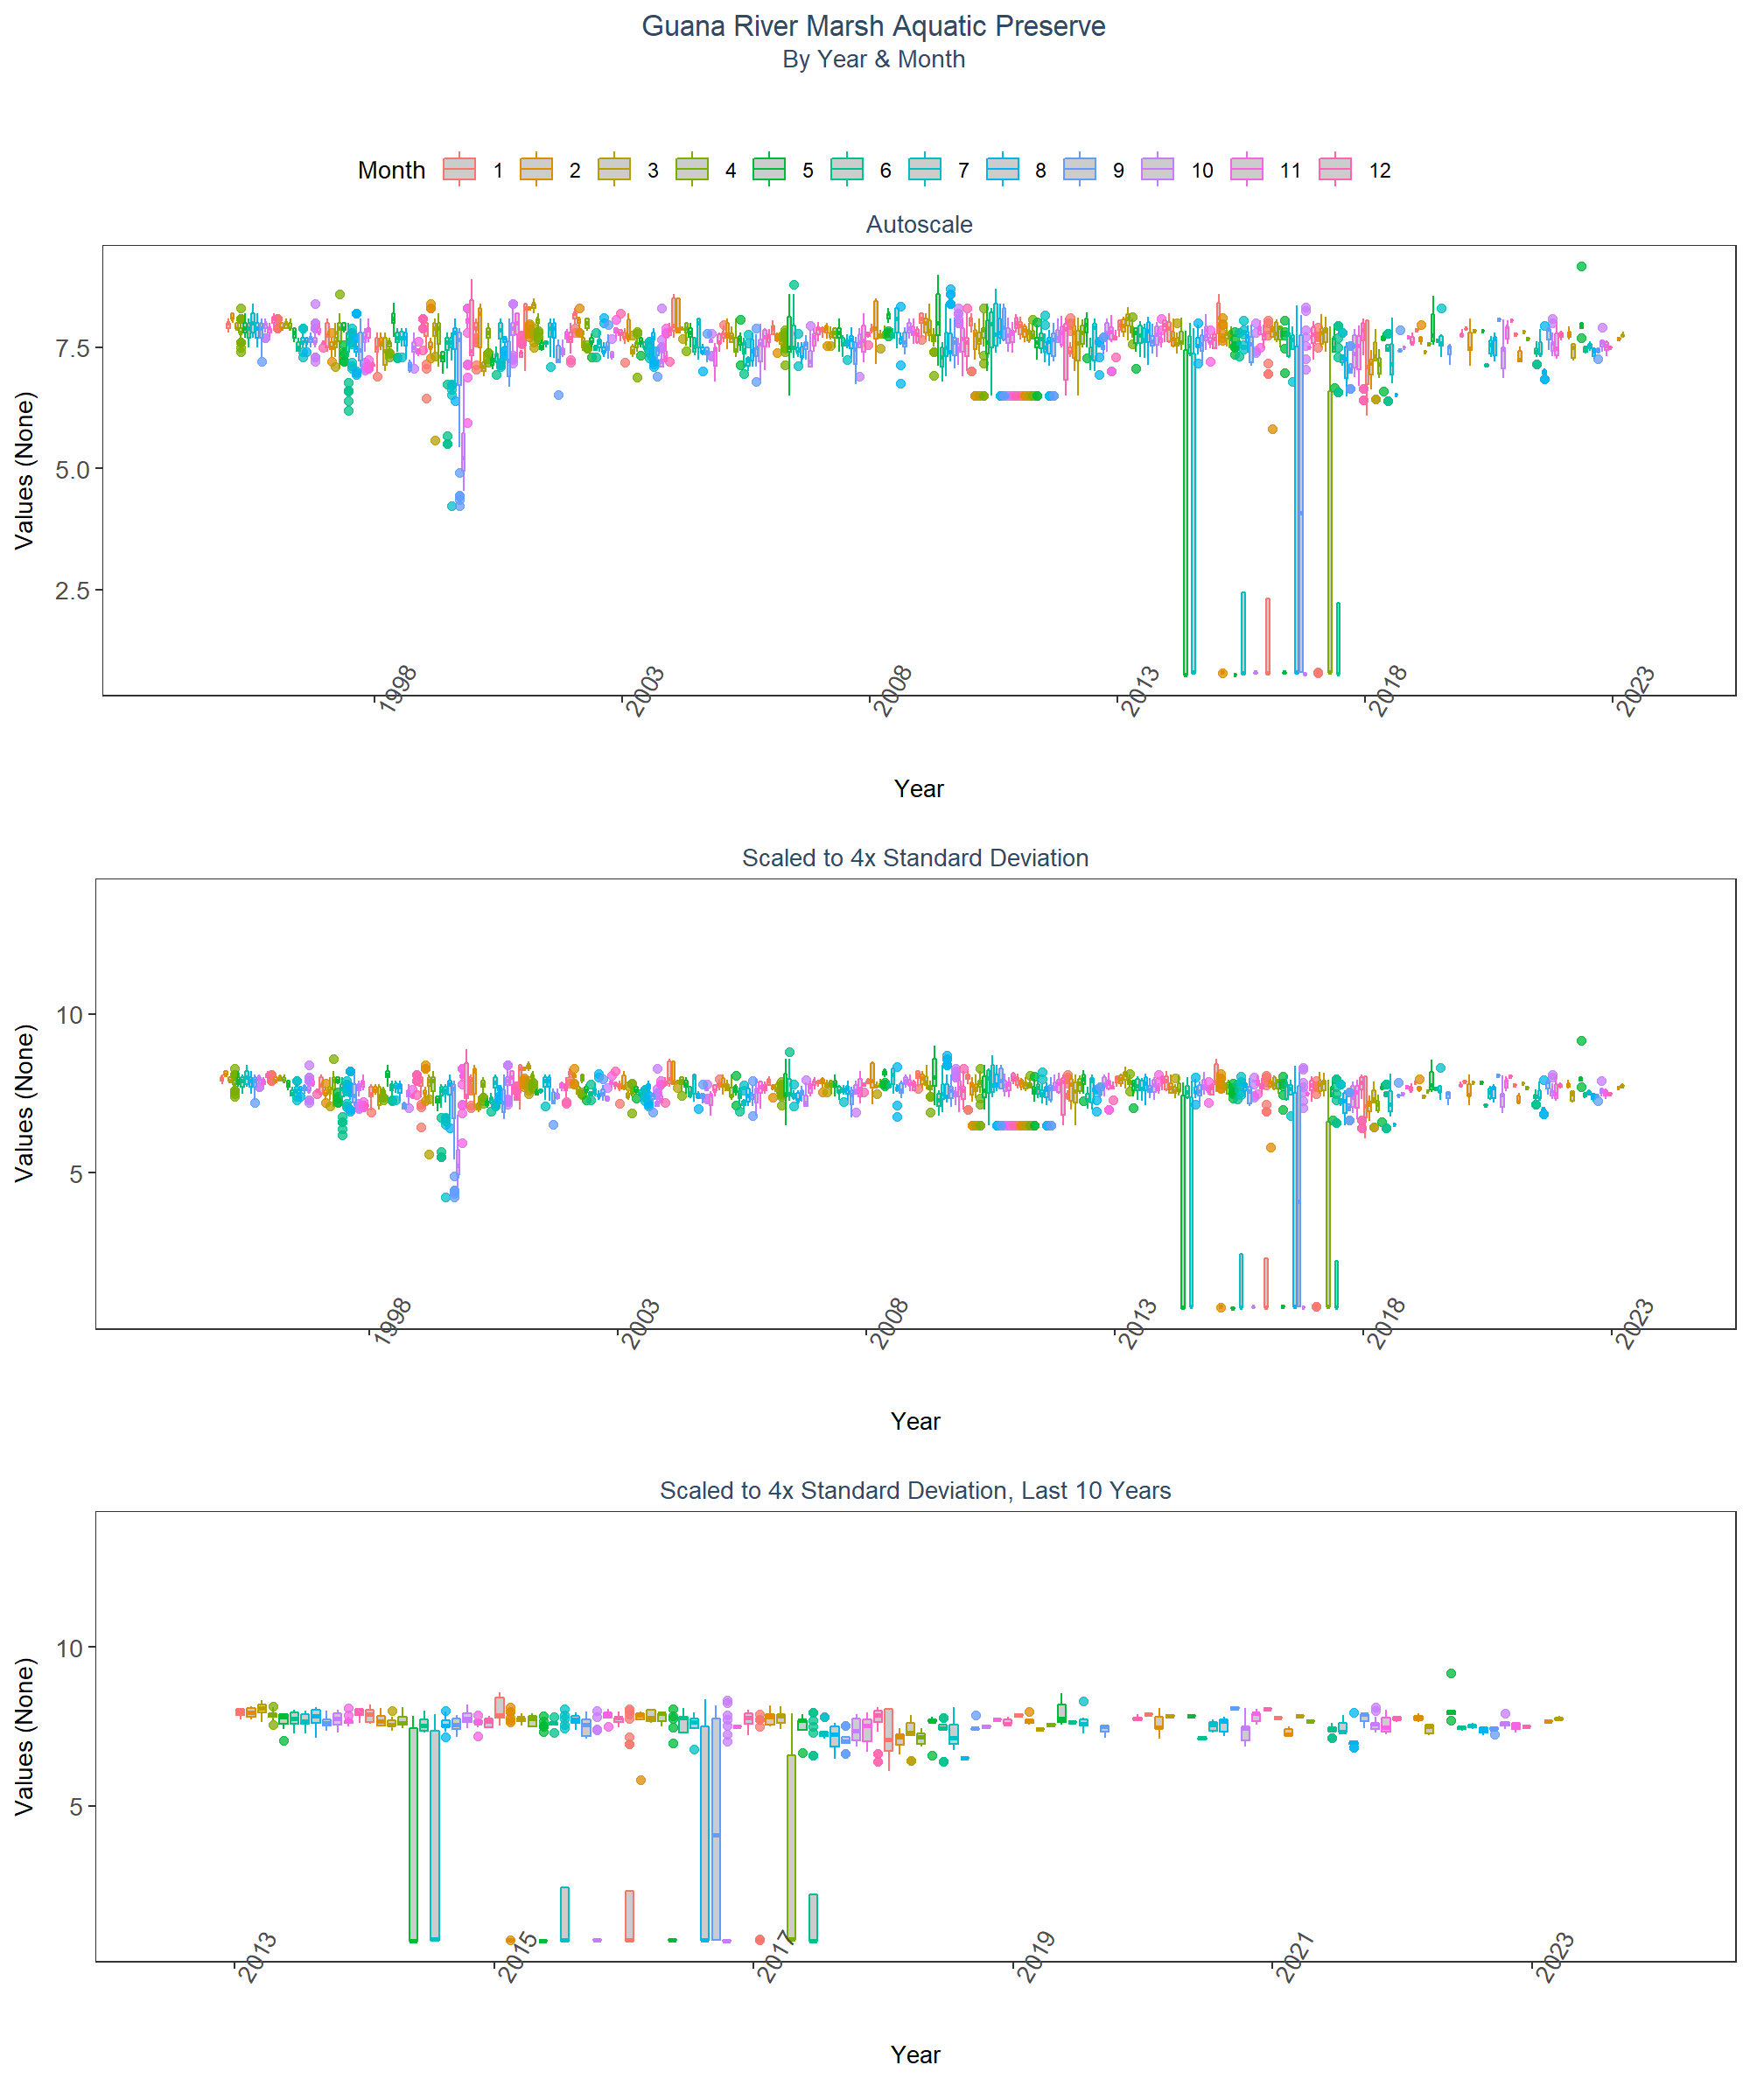 Guana River Marsh Aquatic Preserve
By Year & Month
Month 1 2 3 4 5 6 7 8 9 10 11 12
Autoscale
Values (None)
7.5
5.0
2.5
1998 2003 2008 2013 2018 2023
Year
Scaled to 4x Standard Deviation
Values (None)
10
5
1998 2003 2008 2013 2018 2023
Year
Scaled to 4x Standard Deviation, Last 10 Years
Values (None)
10
5
2013 2015 2017 2019 2021 2023
Year